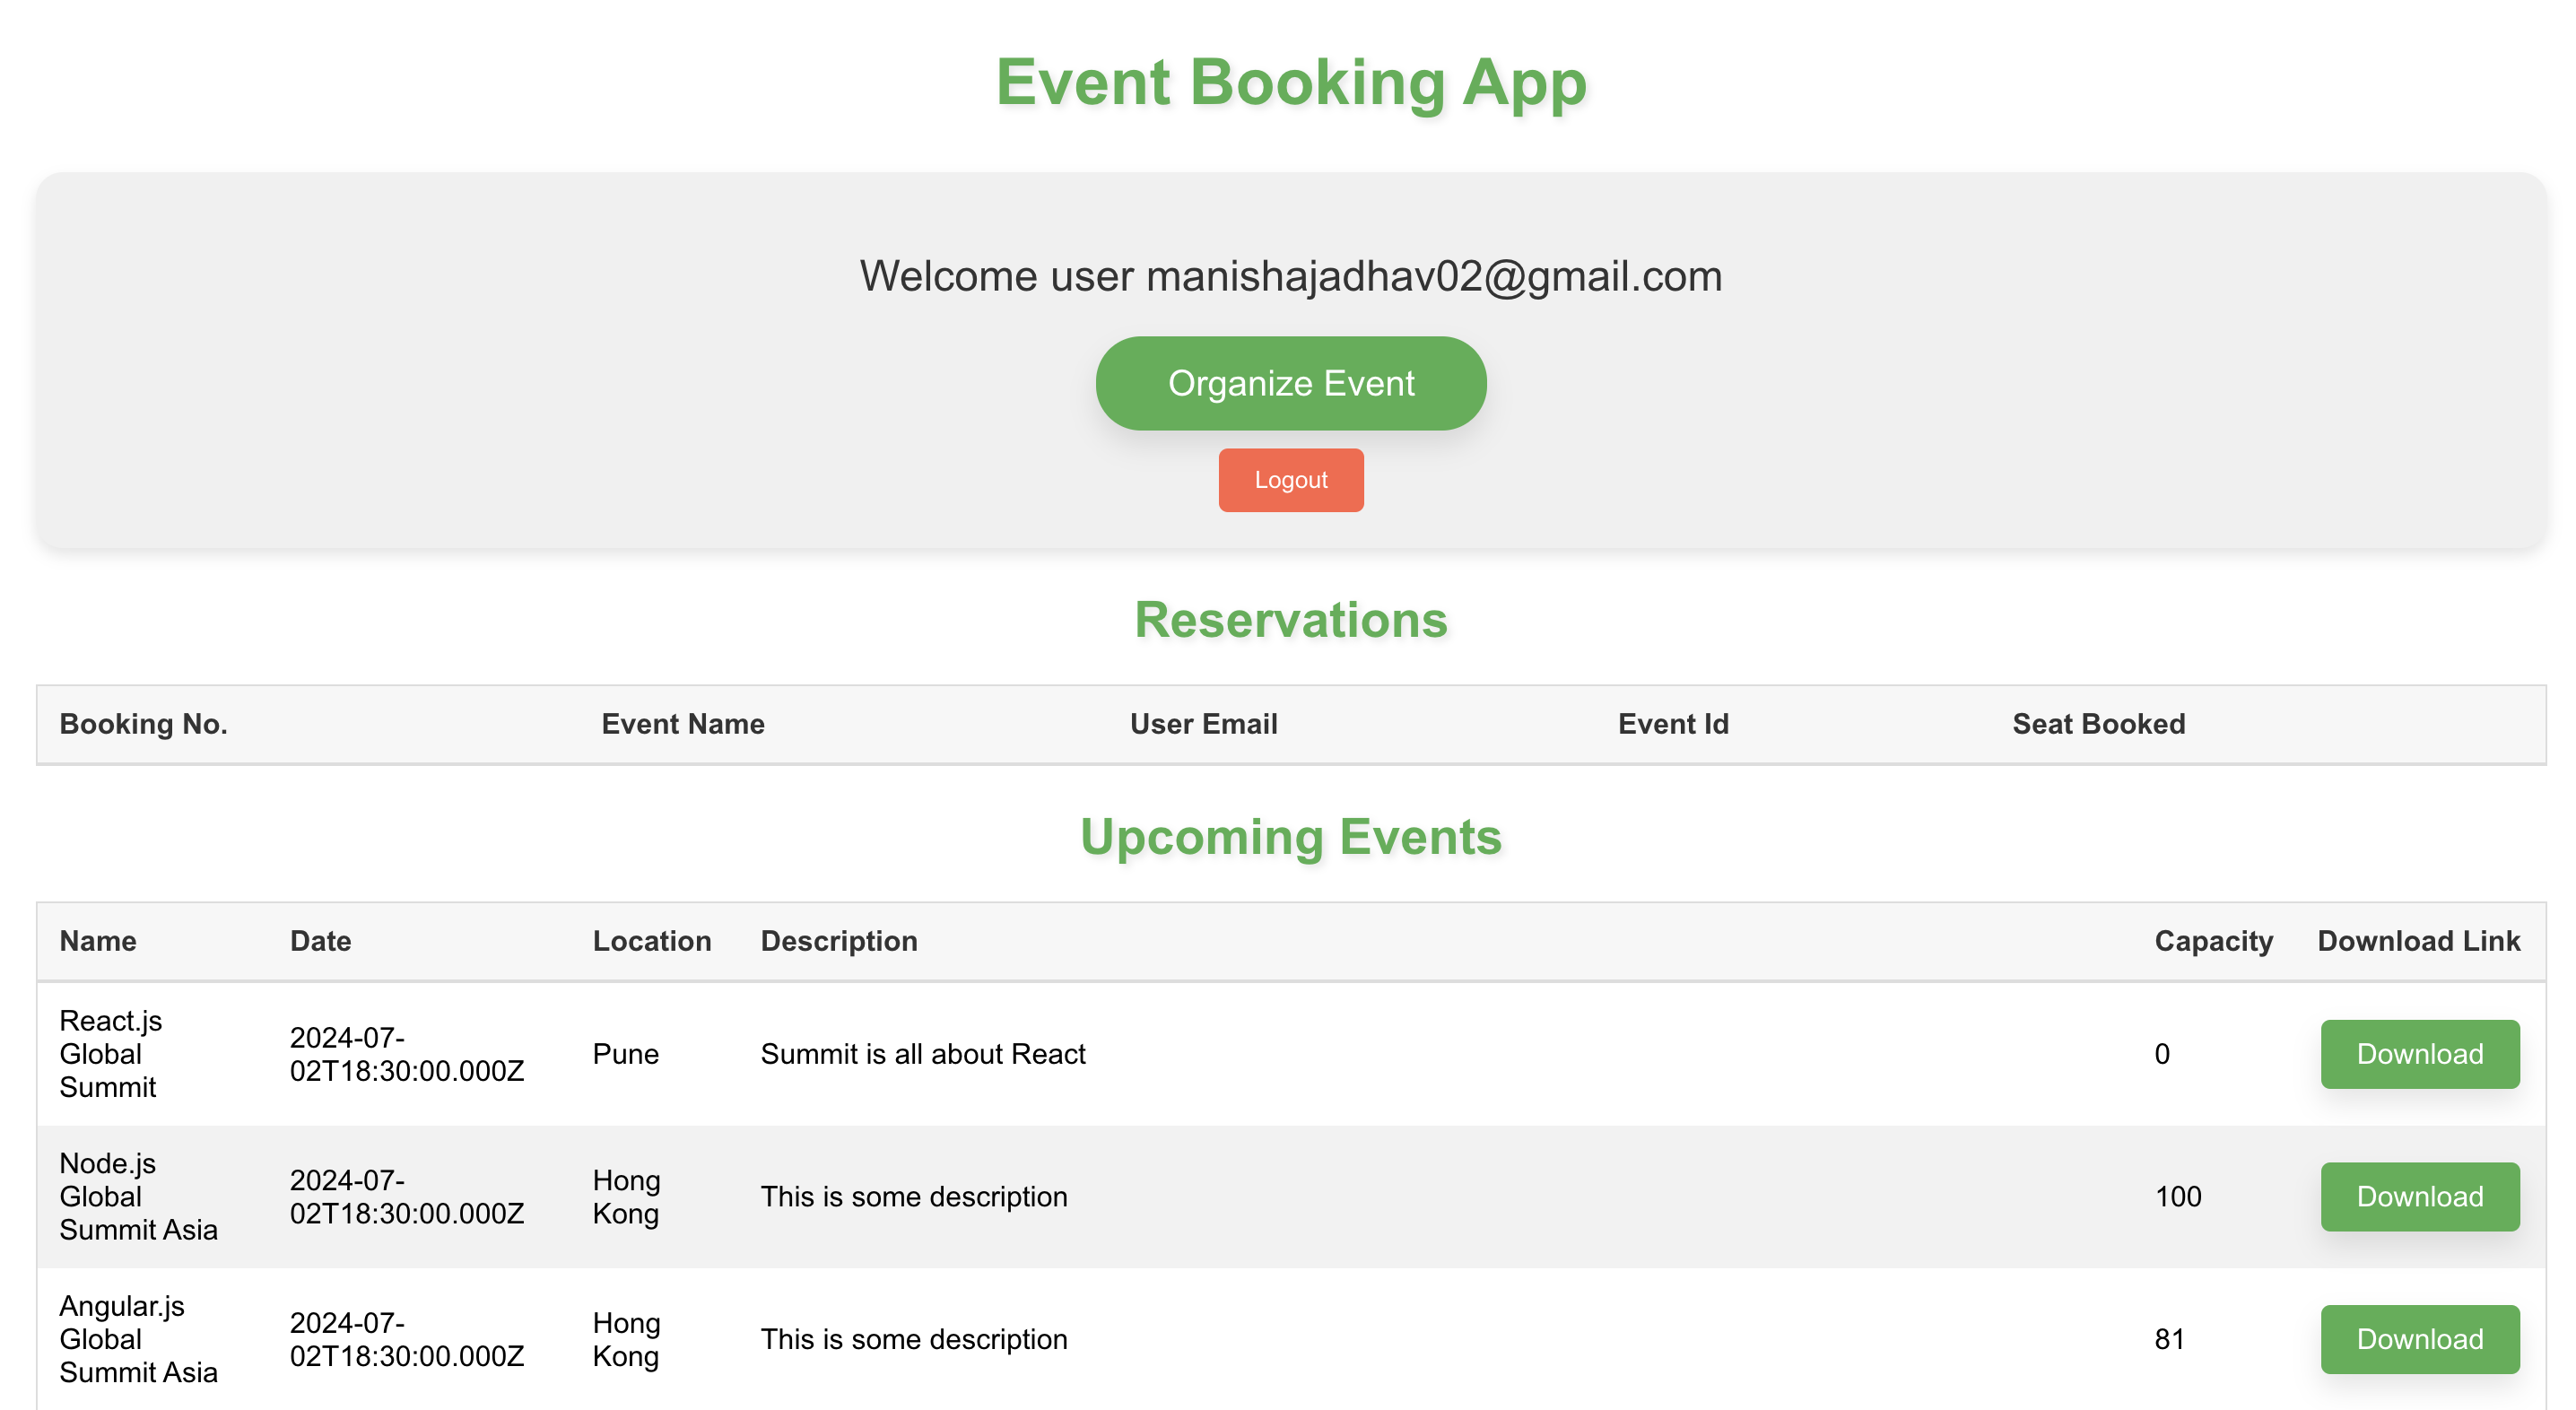 Event Booking App
Welcome user manishajadhav02@gmail.com
Organize Event
Logout
Reservations
Booking No. Event Name User Email Event Id Seat Booked
Upcoming Events
Name Date Location Description Capacity Download Link
React.js
Global
Summit
2024-07-
02T18:30:00.000Z
Pune
Summit is all about React
0
Download
Node.js
Global
Summit Asia
2024-07-
02T18:30:00.000Z
Hong
Kong
This is some description
100
Download
Angular.js
Global
Summit Asia
2024-07-
02T18:30:00.000Z
Hong
Kong
This is some description
81
Download